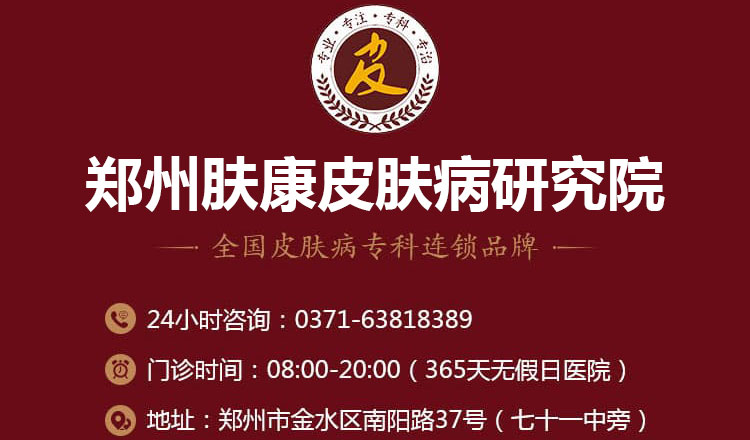 专业·专注·专科·专治
皮
郑州肤康皮肤病研究院
全国皮肤病专科连锁品牌
24小时咨询：0371-63818389
门诊时间：08:00-20:00（365天无假日医院）
地址：郑州市金水区南阳路37号（七十一中旁）